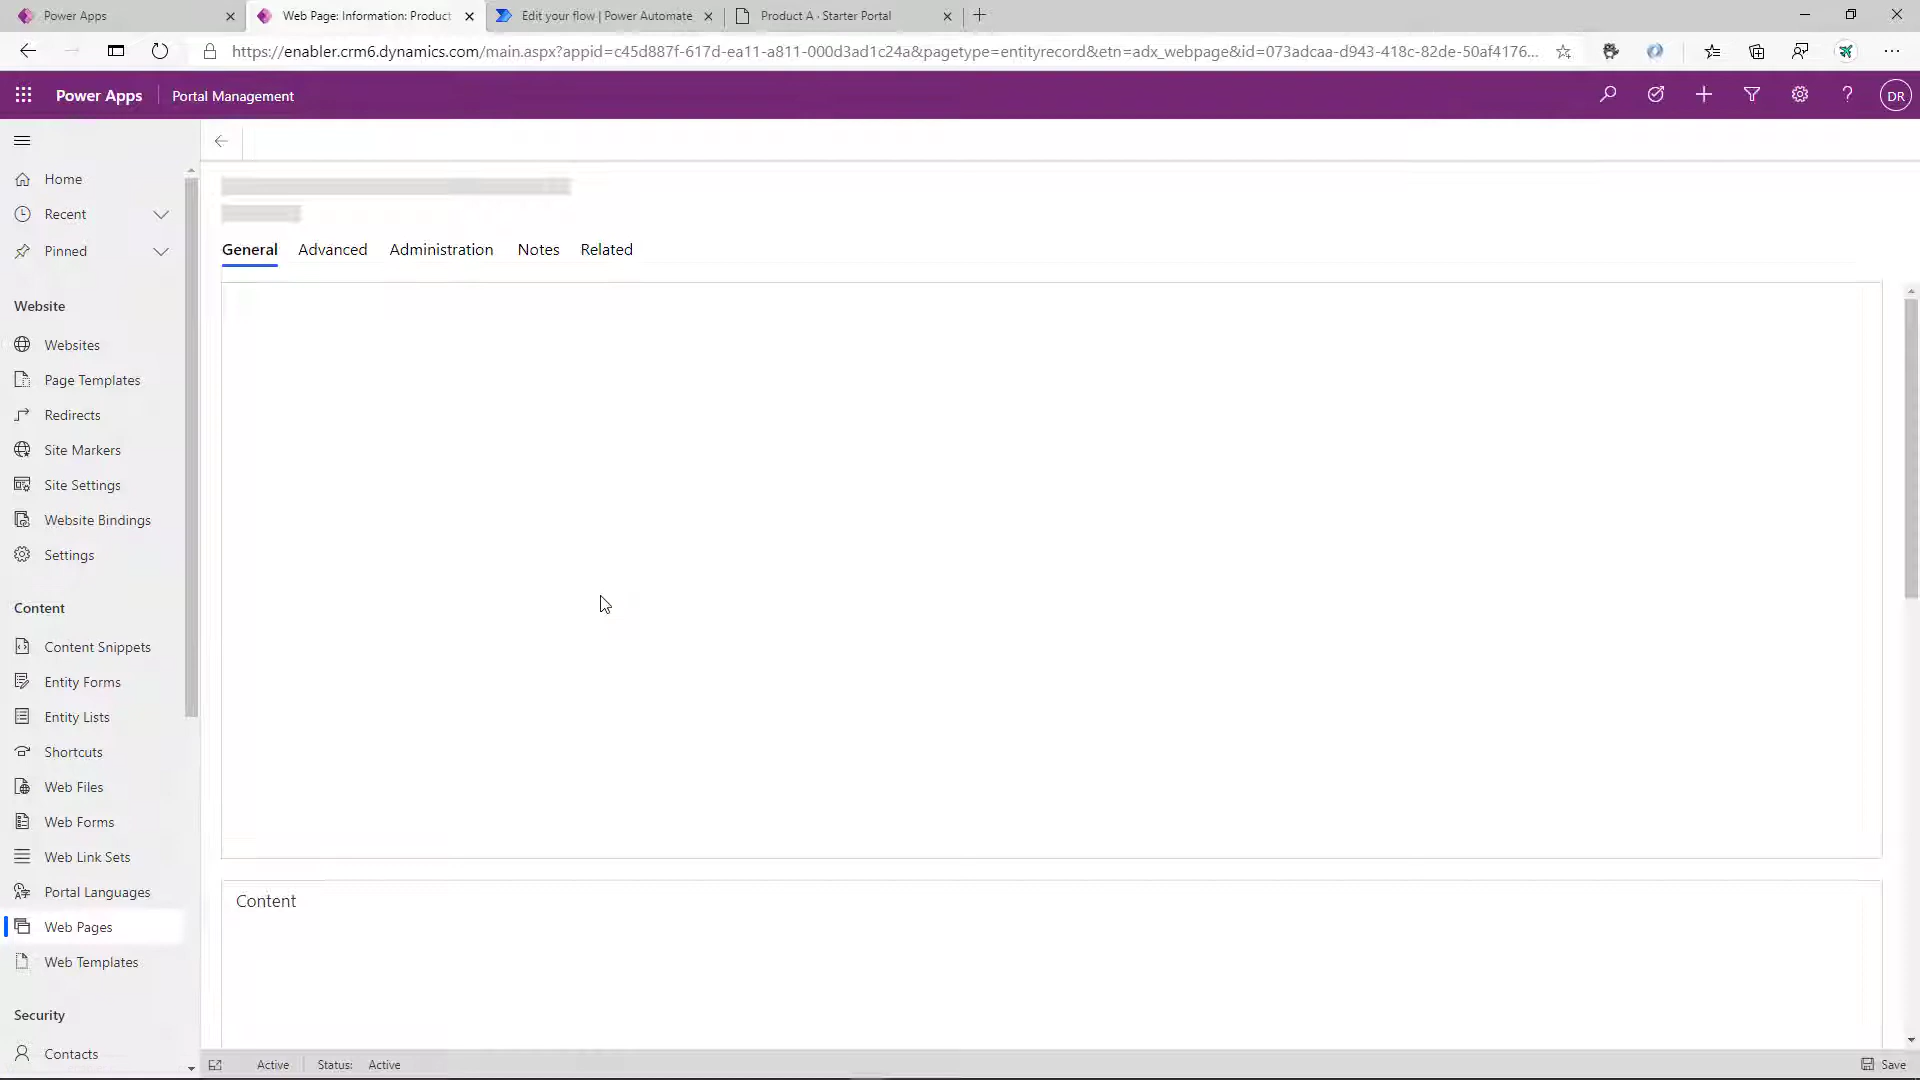 Power Apps
Web Page: Information: Product
Edit your flow | Power Automate
Product A · Starter Portal
https://enabler.crm6.dynamics.com/main.aspx?appid=c45d887f-617d-ea11-a811-000d3ad1c24a&pagetype=entityrecord&etn=adx_webpage&id=073adcaa-d943-418c-82de-50af4176...
Power Apps
Portal Management
DR
Home
Recent
Pinned
Website
Websites
Page Templates
Redirects
Site Markers
Site Settings
Website Bindings
Settings
Content
Content Snippets
Entity Forms
Entity Lists
Shortcuts
Web Files
Web Forms
Web Link Sets
Portal Languages
Web Pages
Web Templates
Security
Contacts
General Advanced Administration Notes Related
Content
Active Status: Active
Save